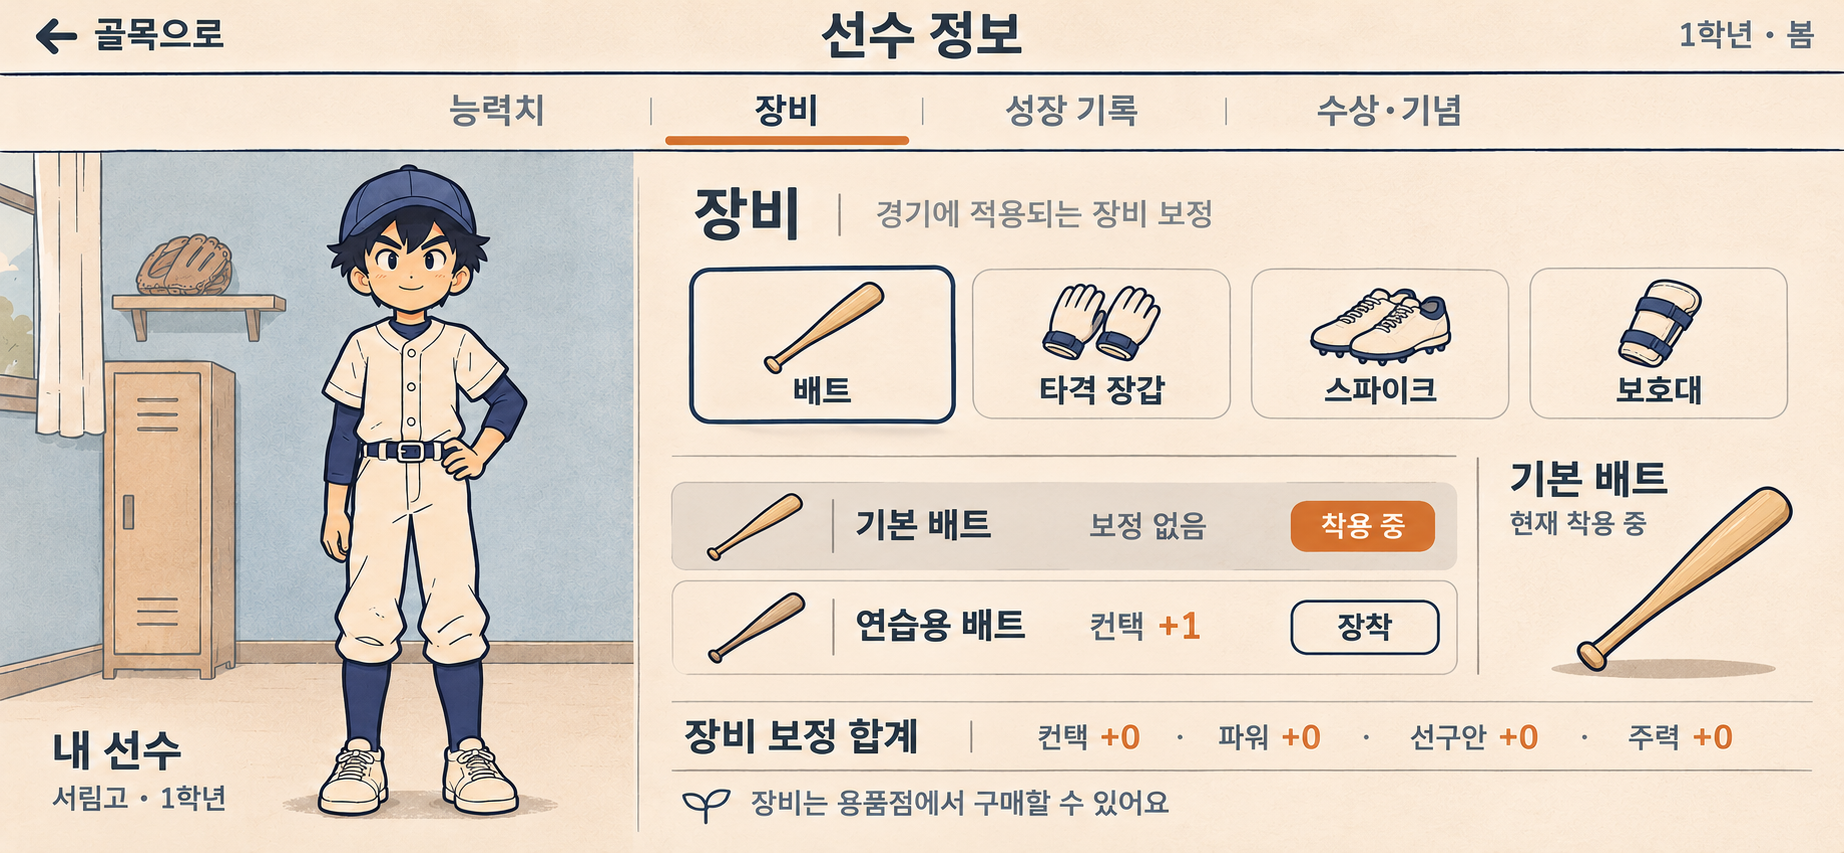 골목으로
선수 정보
1학년 · 봄
능력치
장비
성장 기록
수상·기념
장비
경기에 적용되는 장비 보정
배트
타격 장갑
스파이크
보호대
기본 배트 보정 없음 착용 중
연습용 배트 컨택 +1 장착
기본 배트
현재 착용 중
장비 보정 합계 컨택 +0 · 파워 +0 · 선구안 +0 · 주력 +0
장비는 용품점에서 구매할 수 있어요
내 선수
서림고 · 1학년